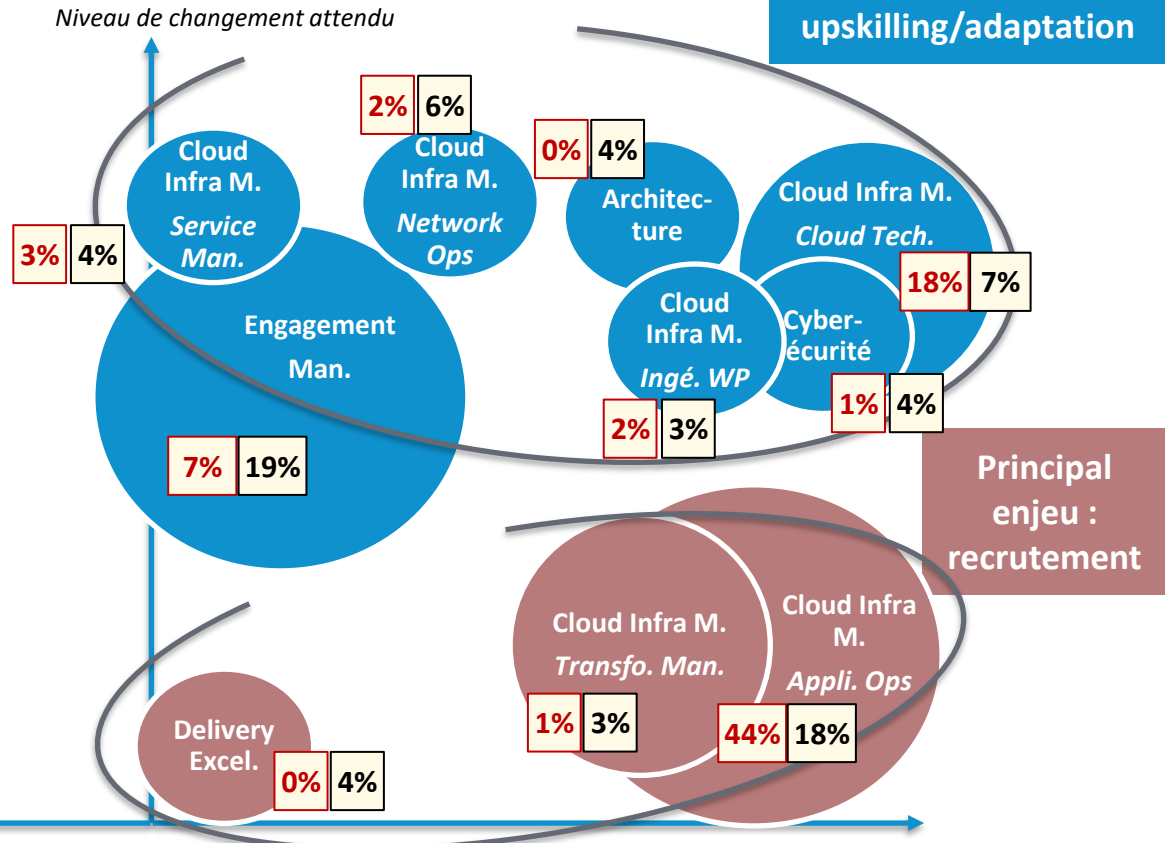 Niveau de changement attendu
upskilling/adaptation
2% 6%
Cloud
Infra M.
Network
Ops
0% 4%
Architec-
ture
Cloud
Infra M.
Service
Man.
3% 4%
Cloud Infra M.
Cloud Tech.
18% 7%
Cloud
Infra M.
Ingé. WP
2% 3%
Cyber-
écurité
1% 4%
Engagement
Man.
7% 19%
Principal
enjeu :
recrutement
Cloud Infra M.
Transfo. Man.
1% 3%
Cloud Infra
M.
Appli. Ops
44% 18%
Delivery
Excel.
0% 4%